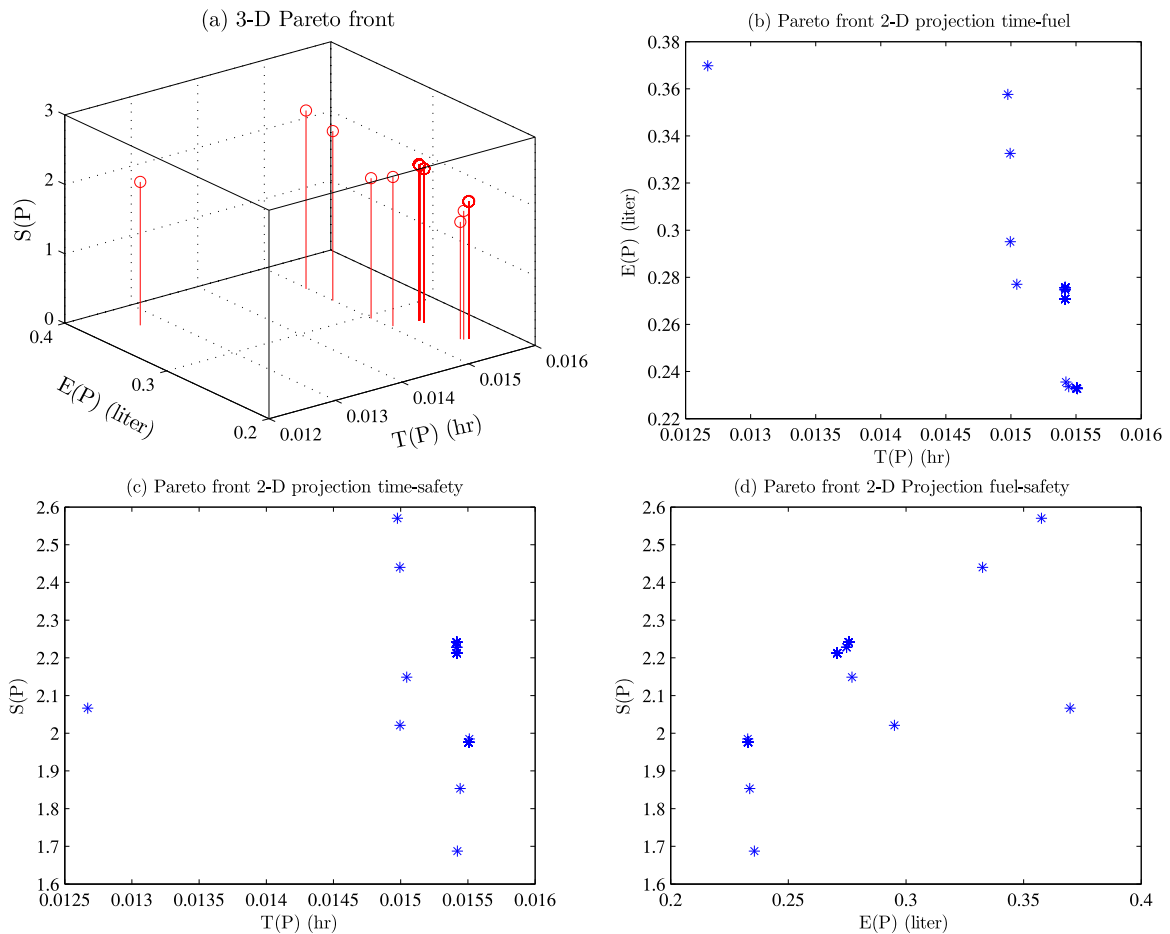 (a) 3-D Pareto front
3
2
1
0
S(P)
0.4
0.3
0.2
E(P) (liter)
0.012
0.013
0.014
0.015
0.016
T(P) (hr)
(b) Pareto front 2-D projection time-fuel
0.38
0.36
0.34
0.32
0.3
0.28
0.26
0.24
0.22
E(P) (liter)
0.0125 0.013 0.0135 0.014 0.0145 0.015 0.0155 0.016
T(P) (hr)
(c) Pareto front 2-D projection time-safety
2.6
2.5
2.4
2.3
2.2
2.1
2
1.9
1.8
1.7
1.6
S(P)
0.0125 0.013 0.0135 0.014 0.0145 0.015 0.0155 0.016
T(P) (hr)
(d) Pareto front 2-D Projection fuel-safety
2.6
2.5
2.4
2.3
2.2
2.1
2
1.9
1.8
1.7
1.6
S(P)
0.2 0.25 0.3 0.35 0.4
E(P) (liter)